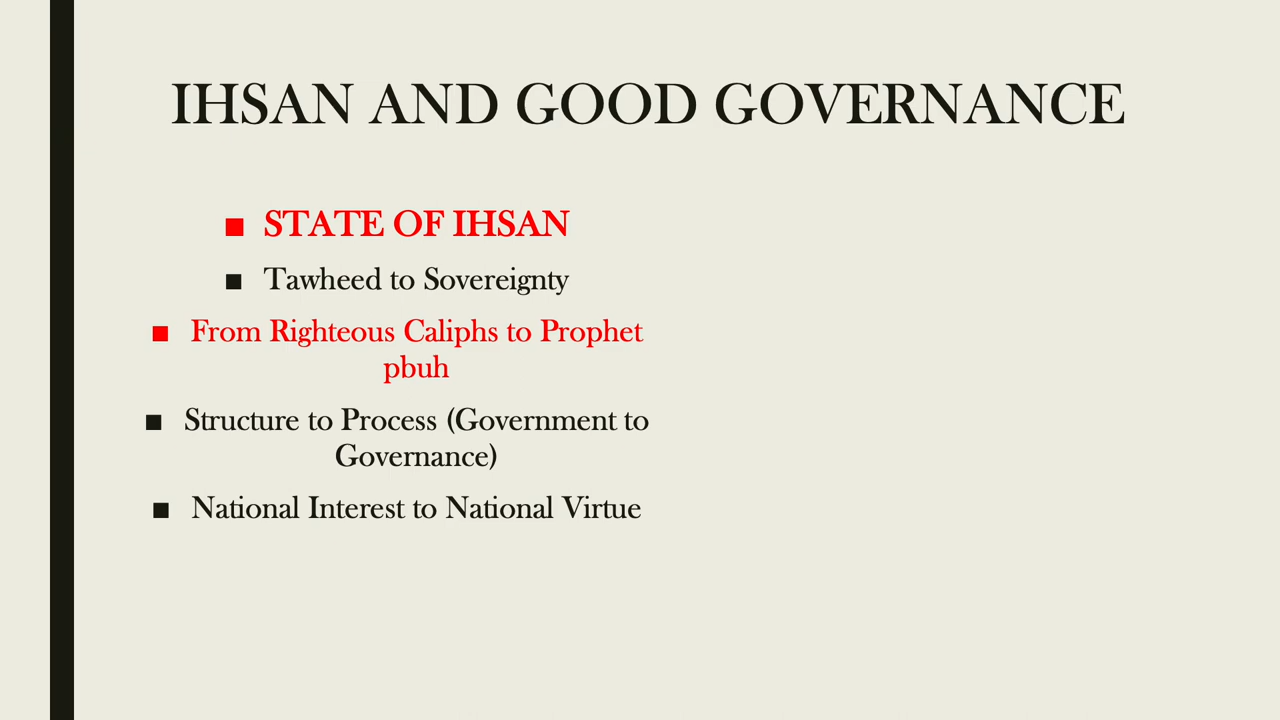 IHSAN AND GOOD GOVERNANCE
■ STATE OF IHSAN
■ Tawheed to Sovereignty
■ From Righteous Caliphs to Prophet
pbuh
■ Structure to Process (Government to
Governance)
■ National Interest to National Virtue